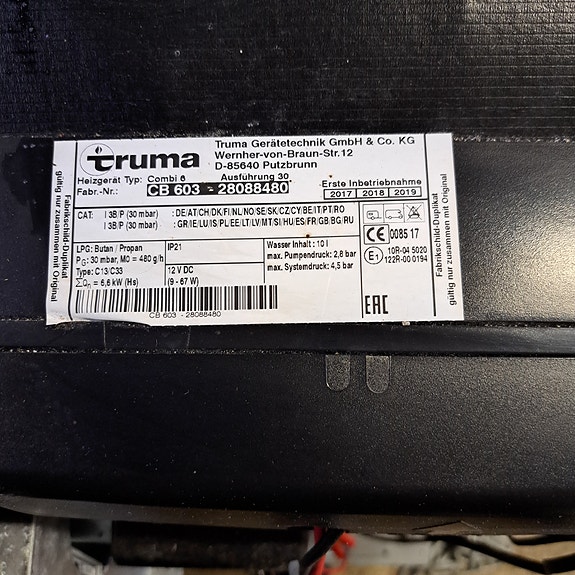 truma
Truma Gerätetechnik GmbH & Co. KG
Wernher-von-Braun-Str.12
D-85640 Putzbrunn
Heizgerät Typ: Combi 6 Ausführung 30
Fabr.-Nr.: CB 603 - 28088480
Erste Inbetriebnahme
2017 2018 2019
CAT: I 3B/P (30 mbar) : DE/AT/CH/DK/FI/NL/NO/SE/SK/CZ/CY/BE/IT/PT/RO
I 3B/P (30 mbar) : GR/IE/LU/IS/PL/EE/LT/LV/MT/SI/HU/ES/FR/GB/BG/RU
CE 0085 17
E1 10R-04 5020
122R-00 0194
LPG: Butan / Propan
PG: 30 mbar, M0 = 480 g/h
Type: C13/C33
ΣQn = 6,6 kW (Hs)
IP21
12 V DC
(9 - 67 W)
Wasser Inhalt : 10 l
max. Pumpendruck: 2,8 bar
max. Systemdruck: 4,5 bar
EAC
CB 603 - 28088480
Fabrikschild-Duplikat
gültig nur zusammen mit Original
Fabrikschild-Duplikat
gültig nur zusammen mit Original